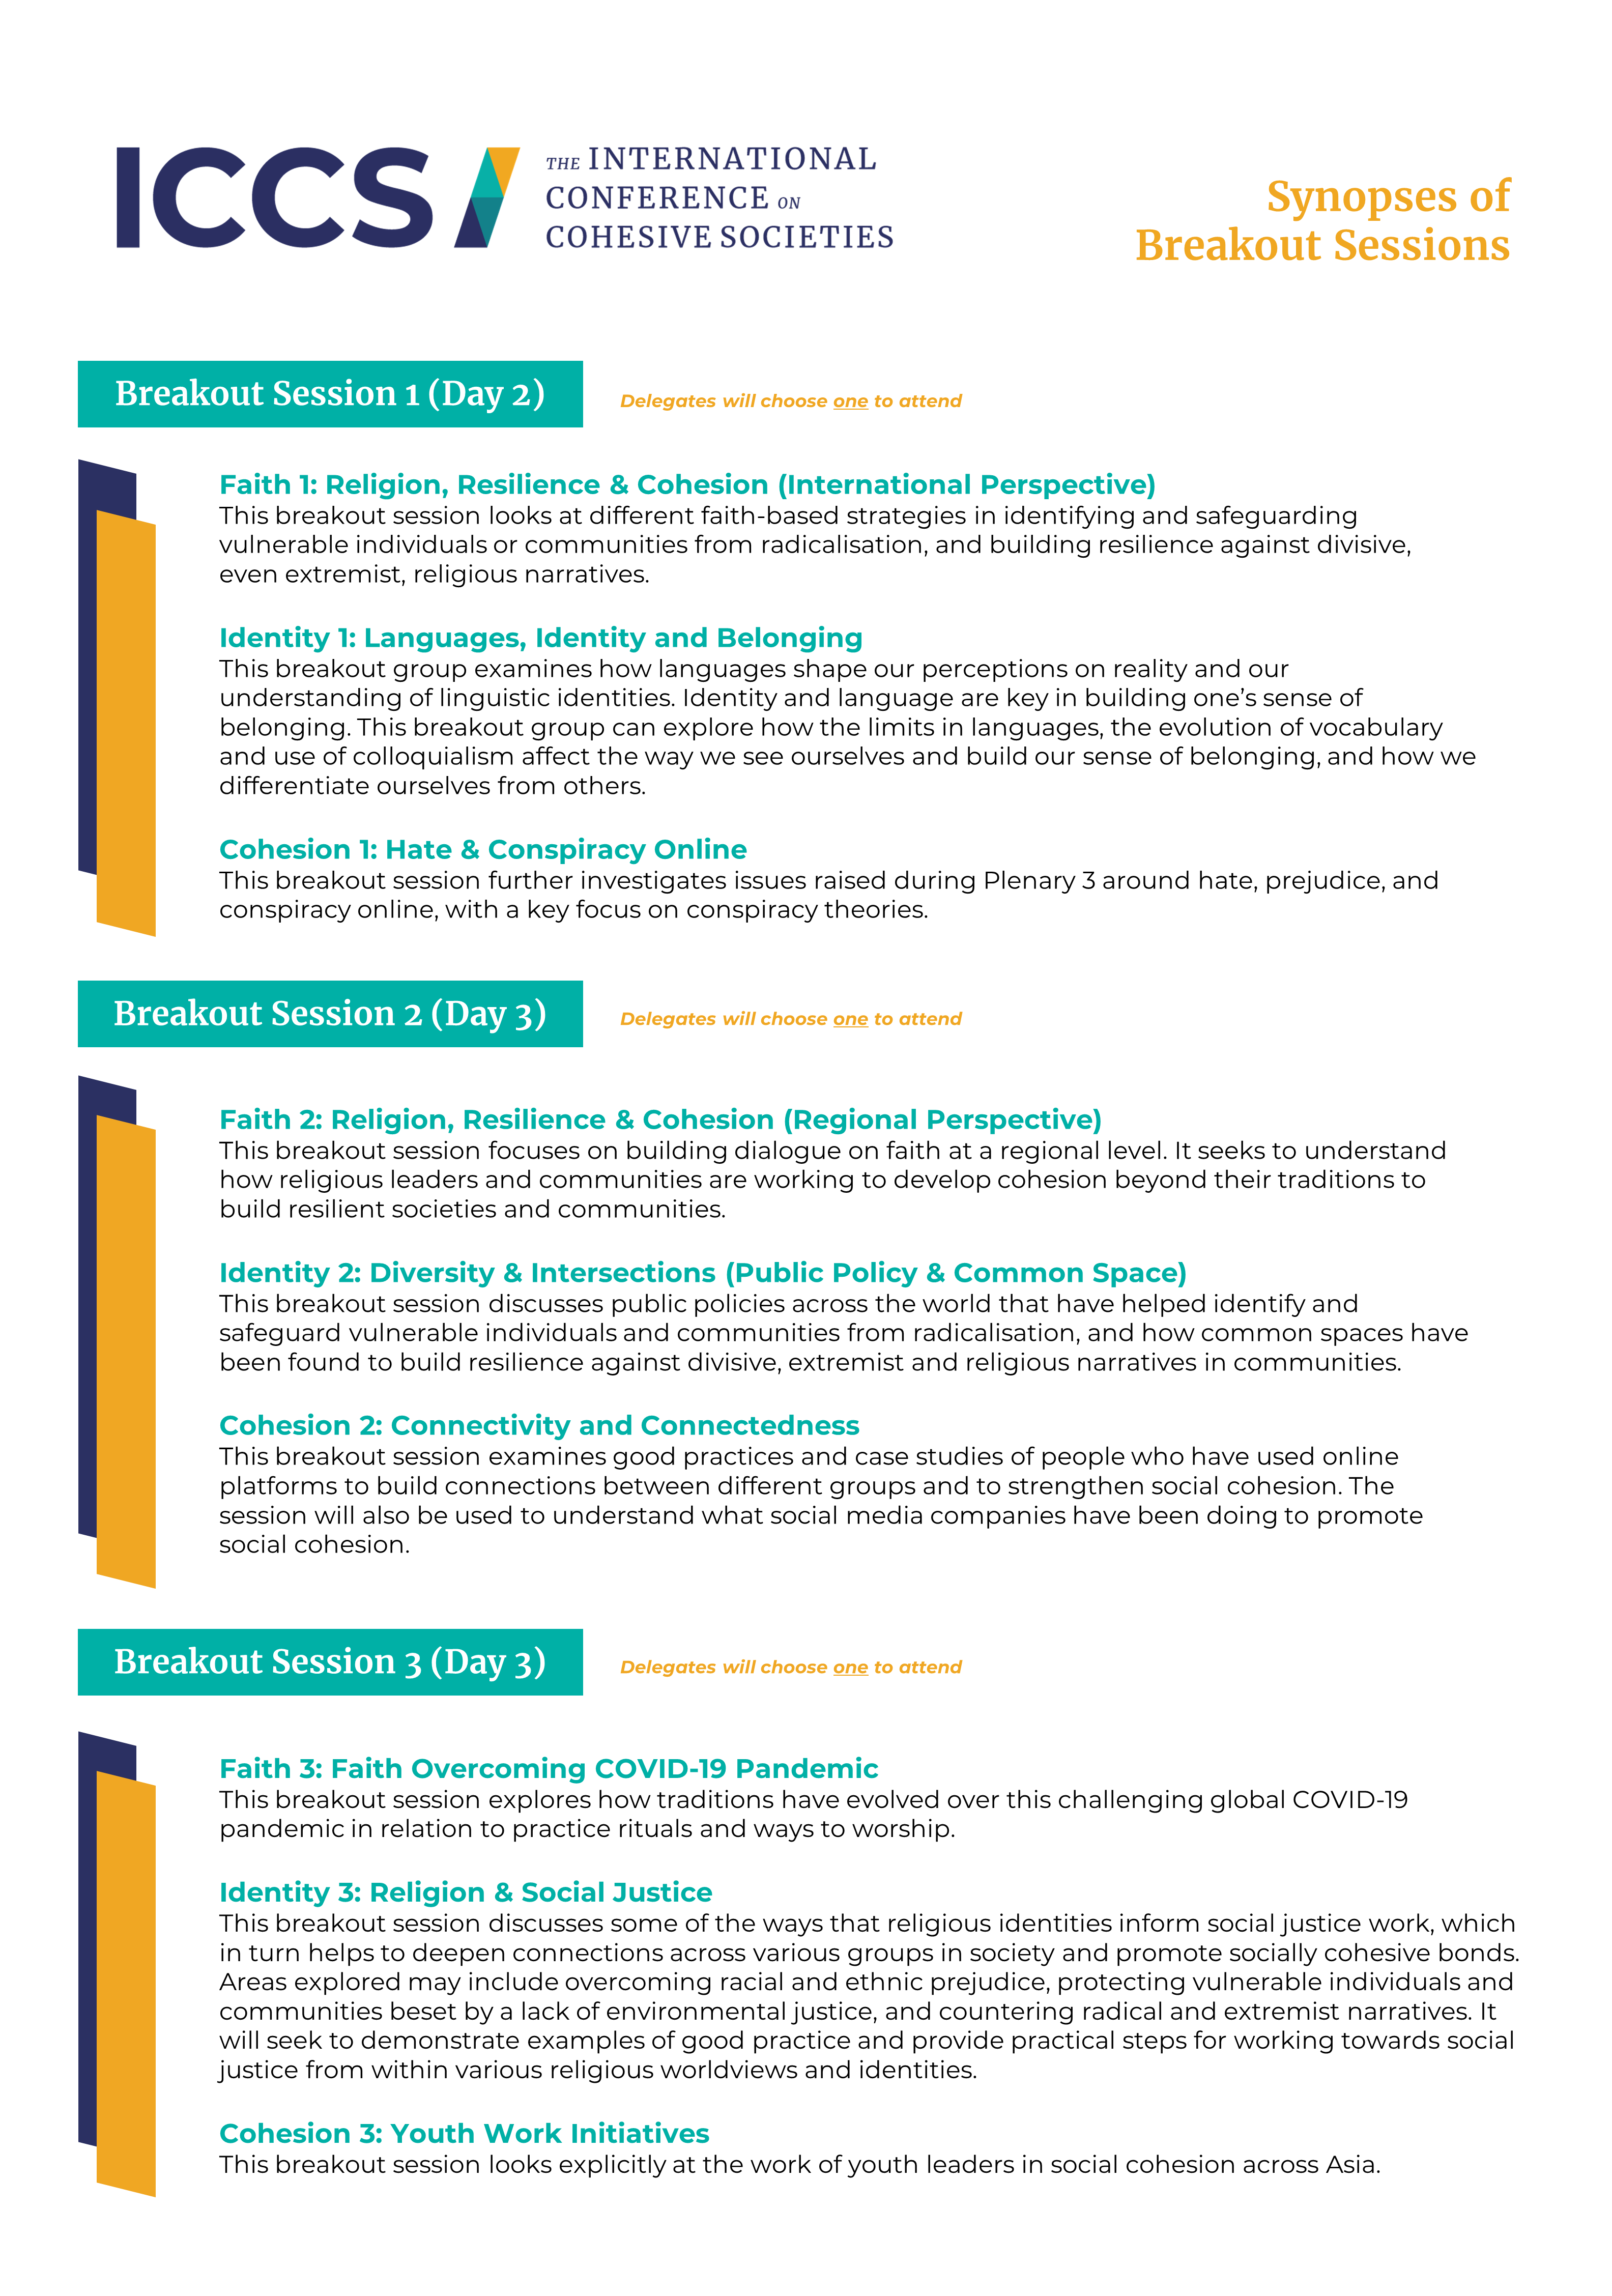 ICCS
THE INTERNATIONAL
CONFERENCE ON
COHESIVE SOCIETIES
Synopses of
Breakout Sessions
Breakout Session 1 (Day 2)
Delegates will choose one to attend
Faith 1: Religion, Resilience & Cohesion (International Perspective)
This breakout session looks at different faith-based strategies in identifying and safeguarding
vulnerable individuals or communities from radicalisation, and building resilience against divisive,
even extremist, religious narratives.
Identity 1: Languages, Identity and Belonging
This breakout group examines how languages shape our perceptions on reality and our
understanding of linguistic identities. Identity and language are key in building one’s sense of
belonging. This breakout group can explore how the limits in languages, the evolution of vocabulary
and use of colloquialism affect the way we see ourselves and build our sense of belonging, and how we
differentiate ourselves from others.
Cohesion 1: Hate & Conspiracy Online
This breakout session further investigates issues raised during Plenary 3 around hate, prejudice, and
conspiracy online, with a key focus on conspiracy theories.
Breakout Session 2 (Day 3)
Delegates will choose one to attend
Faith 2: Religion, Resilience & Cohesion (Regional Perspective)
This breakout session focuses on building dialogue on faith at a regional level. It seeks to understand
how religious leaders and communities are working to develop cohesion beyond their traditions to
build resilient societies and communities.
Identity 2: Diversity & Intersections (Public Policy & Common Space)
This breakout session discusses public policies across the world that have helped identify and
safeguard vulnerable individuals and communities from radicalisation, and how common spaces have
been found to build resilience against divisive, extremist and religious narratives in communities.
Cohesion 2: Connectivity and Connectedness
This breakout session examines good practices and case studies of people who have used online
platforms to build connections between different groups and to strengthen social cohesion. The
session will also be used to understand what social media companies have been doing to promote
social cohesion.
Breakout Session 3 (Day 3)
Delegates will choose one to attend
Faith 3: Faith Overcoming COVID-19 Pandemic
This breakout session explores how traditions have evolved over this challenging global COVID-19
pandemic in relation to practice rituals and ways to worship.
Identity 3: Religion & Social Justice
This breakout session discusses some of the ways that religious identities inform social justice work, which
in turn helps to deepen connections across various groups in society and promote socially cohesive bonds.
Areas explored may include overcoming racial and ethnic prejudice, protecting vulnerable individuals and
communities beset by a lack of environmental justice, and countering radical and extremist narratives. It
will seek to demonstrate examples of good practice and provide practical steps for working towards social
justice from within various religious worldviews and identities.
Cohesion 3: Youth Work Initiatives
This breakout session looks explicitly at the work of youth leaders in social cohesion across Asia.